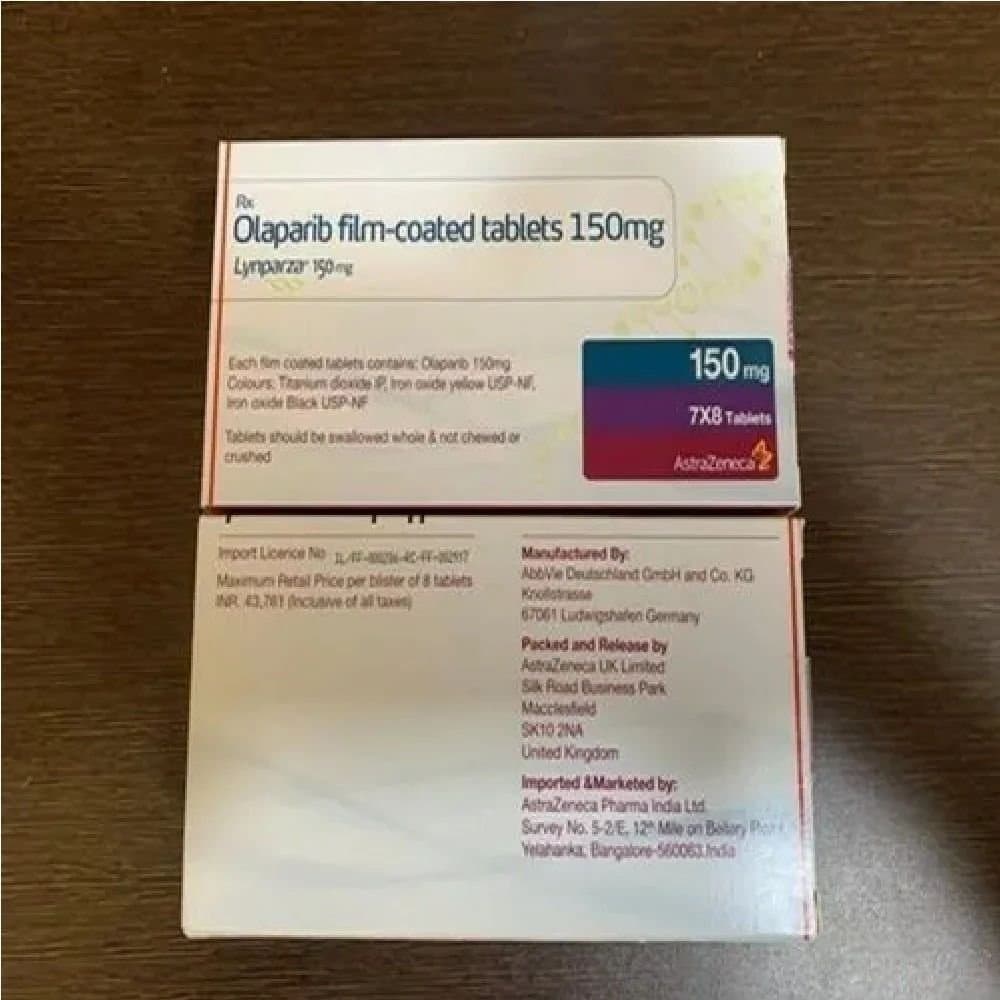 Rx
Olaparib film-coated tablets 150mg
Lynparza 150 mg
Each film coated tablets contains: Olaparib 150mg
Colours: Titanium dioxide IP, Iron oxide yellow USP-NF,
Iron oxide Black USP-NF
Tablets should be swallowed whole & not chewed or
crushed
150 mg
7X8 Tablets
AstraZeneca
Import Licence No
Maximum Retail Price per blister of 8 tablets
INR. 43,761 (Inclusive of all taxes)
Manufactured By:
AbbVie Deutschland GmbH and Co. KG
Knollstrasse
67061 Ludwigshafen Germany
Packed and Release by
AstraZeneca UK Limited
Silk Road Business Park
Macclesfield
SK10 2NA
United Kingdom
Imported &Marketed by:
AstraZeneca Pharma India Ltd.
Survey No. 5-2/E, 12th Mile on Bellary
Yelahanka, Bangalore-560063.India